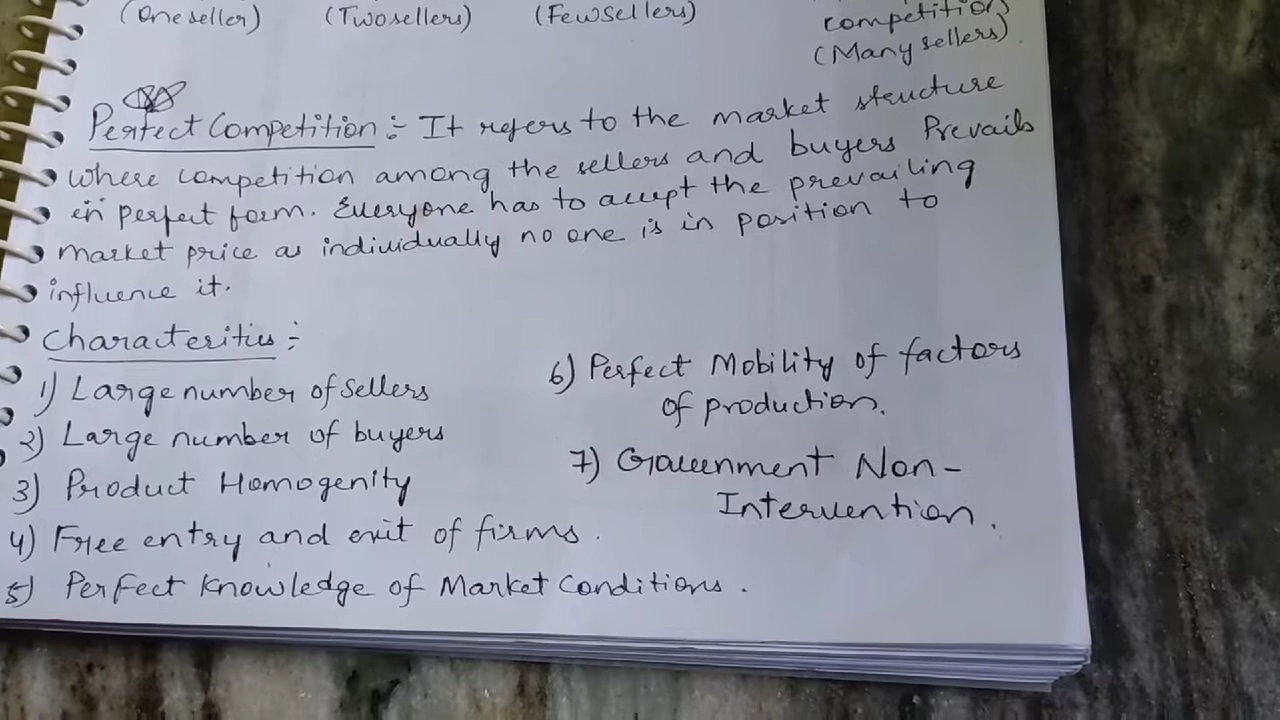 (One seller) (Two sellers) (Few sellers) competition
(Many sellers).
Perfect Competition :- It refers to the market structure
where competition among the sellers and buyers Prevails
in perfect form. Everyone has to accept the prevailing
market price as individually no one is in position to
influence it.
Characterities :-
1) Large number of Sellers
2) Large number of buyers
3) Product Homogenity
4) Free entry and exit of firms.
5) Perfect Knowledge of Market Conditions.
6) Perfect Mobility of factors
of production.
7) Government Non-
Intervention.